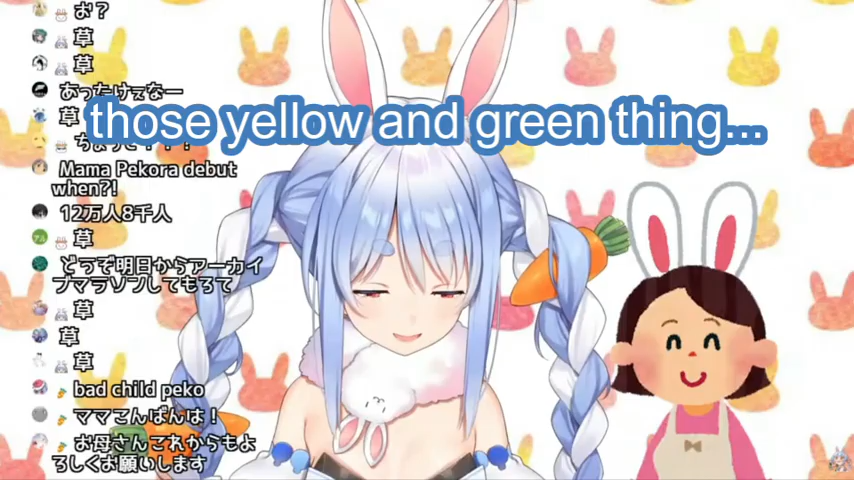 お？
草
草
あったけぇなー
those yellow and green thing...
草
ちょっと！！！
Mama Pekora debut
when?!
12万人8千人
草
どうぞ明日からアーカイ
ブマラソンしてもろて
草
草
草
bad child peko
ママこんばんは！
お母さんこれからもよ
ろしくお願いします